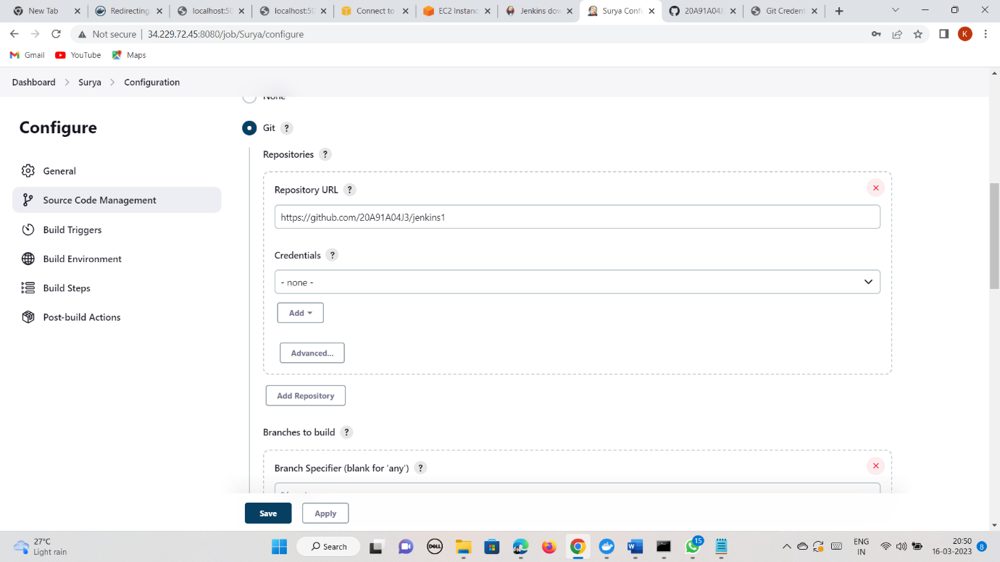 New Tab
Redirecting
localhost:50
localhost:50
Connect to
EC2 Instanc
Jenkins dow
Surya Confi
20A91A04J
Git Credent
Not secure
34.229.72.45:8080/job/Surya/configure
K
Gmail
YouTube
Maps
Dashboard
Surya
Configuration
None
Configure
Git ?
Repositories ?
General
Repository URL ?
Source Code Management
https://github.com/20A91A04J3/jenkins1
Build Triggers
Credentials ?
Build Environment
- none -
Build Steps
Add
Post-build Actions
Advanced...
Add Repository
Branches to build ?
Branch Specifier (blank for 'any') ?
Save
Apply
27°C
Light rain
Search
DELL
15
ENG
IN
20:50
16-03-2023
8